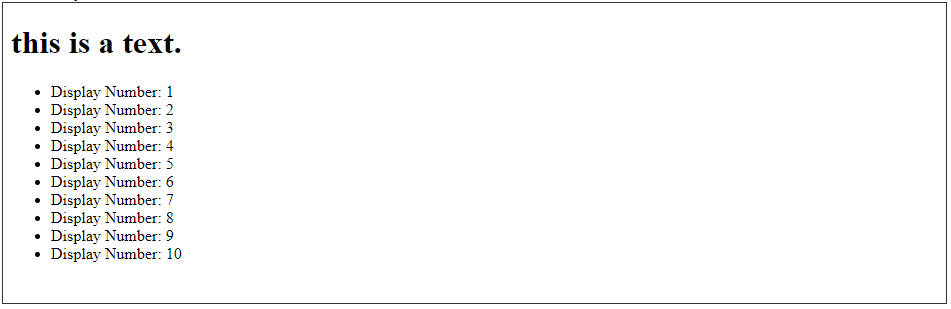 this is a text.
Display Number: 1
Display Number: 2
Display Number: 3
Display Number: 4
Display Number: 5
Display Number: 6
Display Number: 7
Display Number: 8
Display Number: 9
Display Number: 10